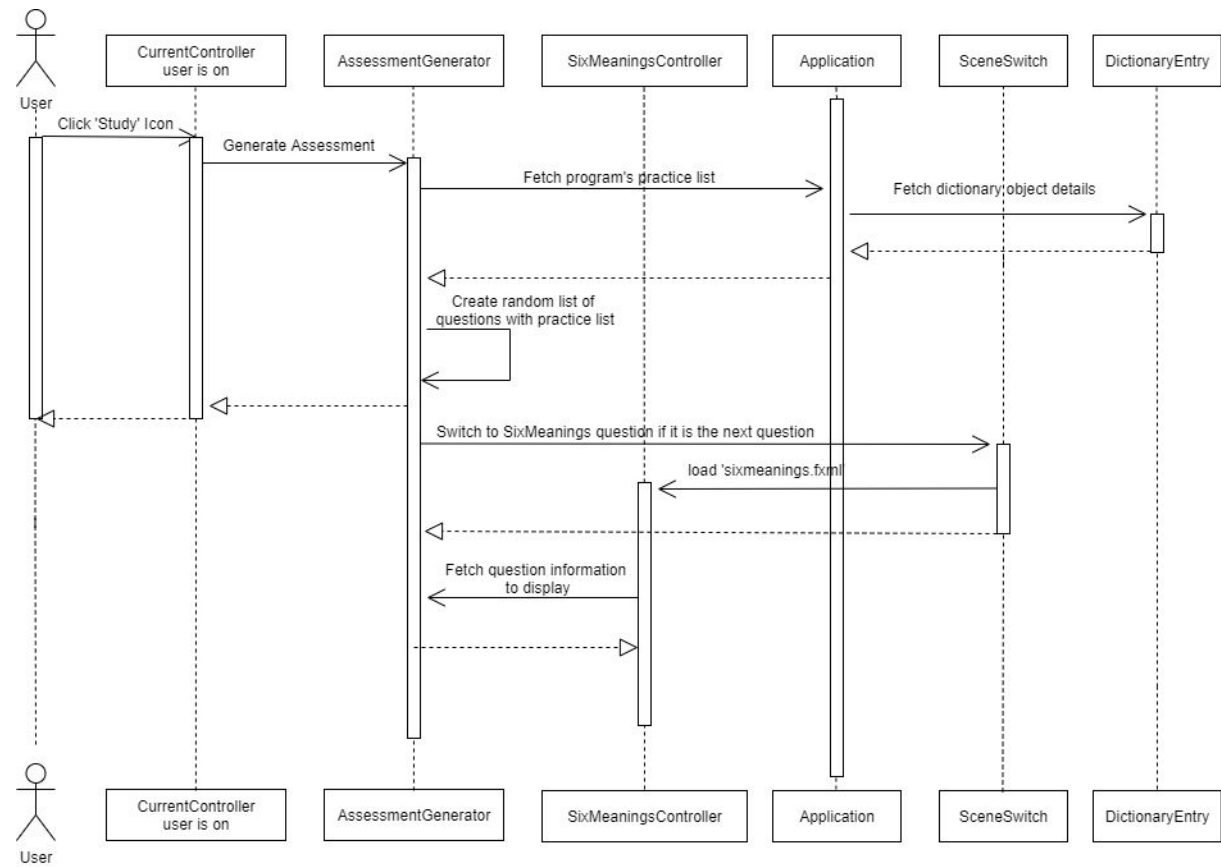 CurrentController
user is on
AssessmentGenerator
SixMeaningsController
Application
SceneSwitch
DictionaryEntry
User
Click 'Study' Icon
Generate Assessment
Fetch program's practice list
Fetch dictionary object details
Create random list of
questions with practice list
Switch to SixMeanings question if it is the next question
load 'sixmeanings.fxml'
Fetch question information
to display
CurrentController
user is on
AssessmentGenerator
SixMeaningsController
Application
SceneSwitch
DictionaryEntry
User